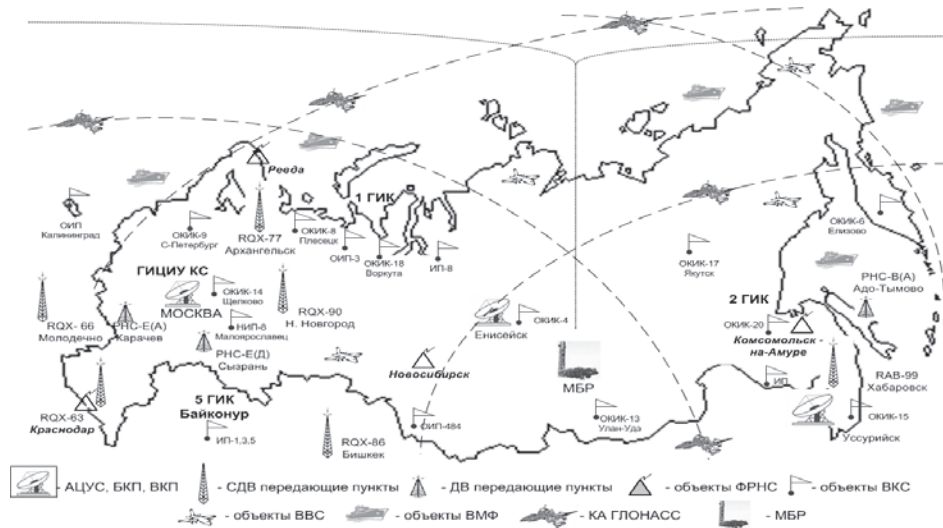 Ревда
1 ГИК
ОИП
Калининград
ОКИК-9
С-Петербург
RQX-77
Архангельск
ОКИК-8
Плесецк
ОИП-3
ОКИК-18
Воркута
ИП-8
ОКИК-17
Якутск
ОКИК-6
Елизово
ГИЦИУ КС
МОСКВА
ОКИК-14
Щелково
НИП-8
Малоярославец
RQX-90
Н. Новгород
RQX- 66
Молодечно
РНС-Е(А)
Карачев
РНС-Е(Д)
Сызрань
Енисейск
ОКИК-4
2 ГИК
РНС-В(А)
Адо-Тымово
ОКИК-20
Комсомольск -
на-Амуре
Новосибирск
МБР
ИП
RAB-99
Хабаровск
RQX-63
Краснодар
5 ГИК
Байконур
ИП-1,3,5
RQX-86
Бишкек
ОИП-484
ОКИК-13
Улан-Удэ
ОКИК-15
Уссурийск
- АЦУС, БКП, ВКП
- СДВ передающие пункты
- ДВ передающие пункты
- объекты ФРНС
- объекты ВКС
- объекты ВВС
- объекты ВМФ
- КА ГЛОНАСС
- МБР